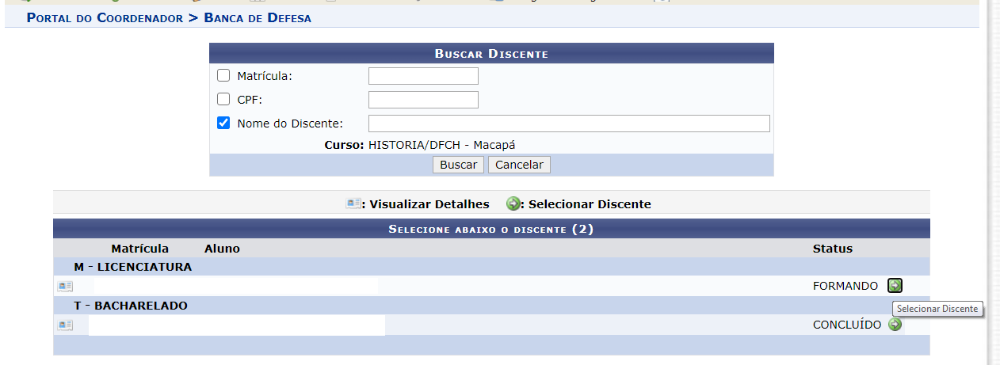 PORTAL DO COORDENADOR > BANCA DE DEFESA
BUSCAR DISCENTE
Matrícula:
CPF:
Nome do Discente:
Curso: HISTORIA/DFCH - Macapá
Buscar Cancelar
: Visualizar Detalhes : Selecionar Discente
SELECIONE ABAIXO O DISCENTE (2)
Matrícula Aluno Status
M - LICENCIATURA
FORMANDO
T - BACHARELADO
Selecionar Discente
CONCLUÍDO